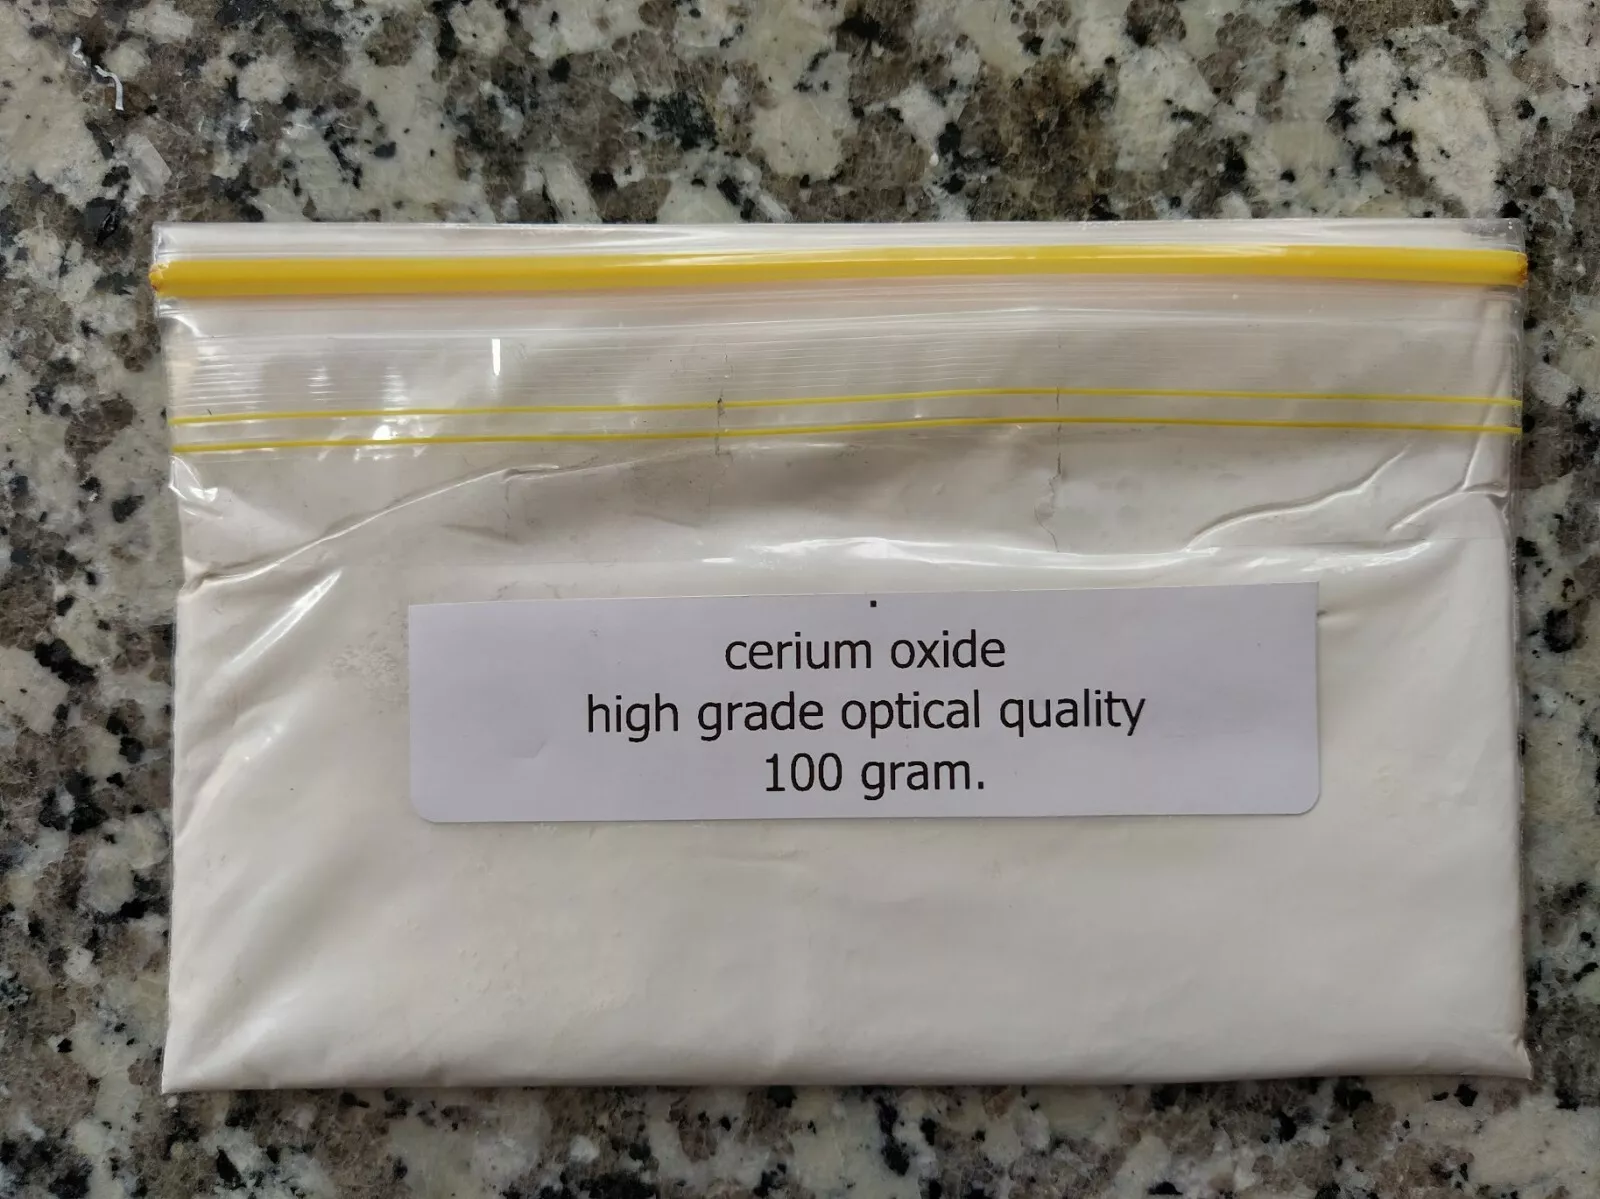 cerium oxide
high grade optical quality
100 gram.